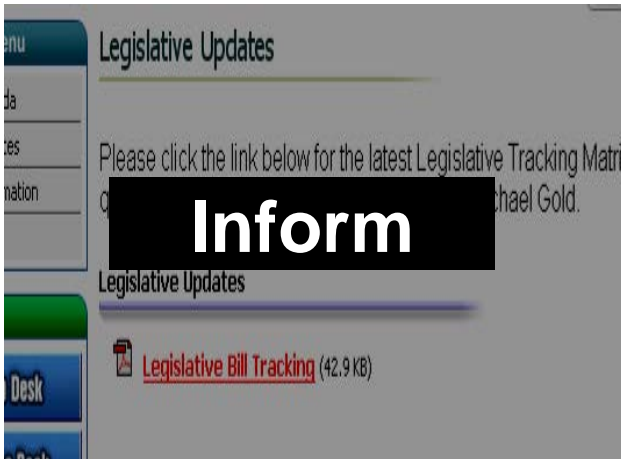 enu
Legislative Updates
da
ces
Please click the link below for the latest Legislative Tracking Matri
mation
q
chael Gold.
Inform
Legislative Updates
Legislative Bill Tracking (42.9 KB)
Desk